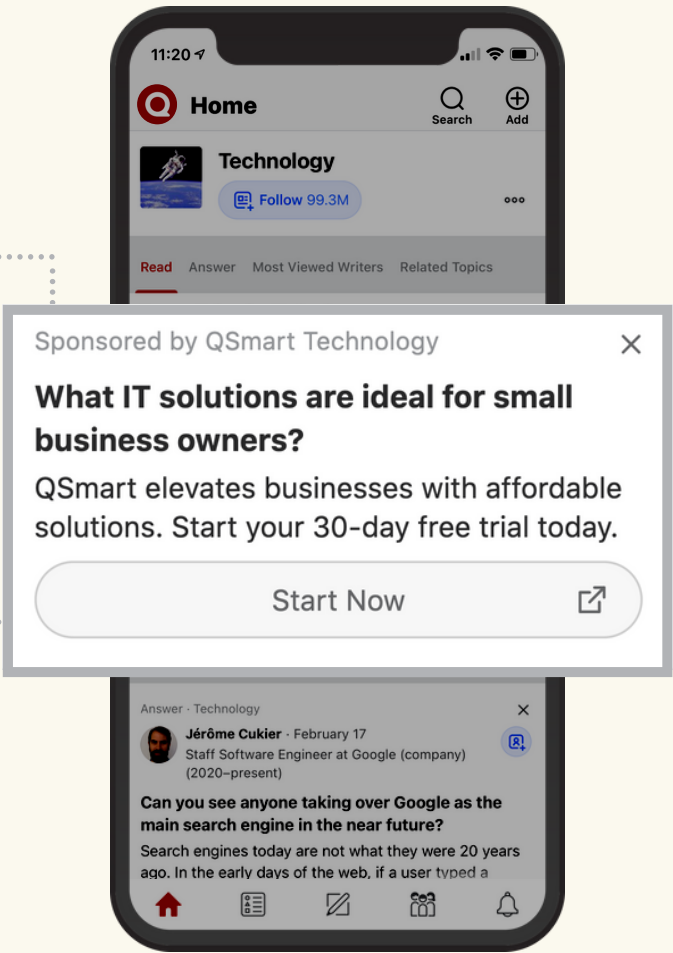 11:20
Home
Search
Add
Technology
Follow 99.3M
Read Answer Most Viewed Writers Related Topics
Sponsored by QSmart Technology
What IT solutions are ideal for small
business owners?
QSmart elevates businesses with affordable
solutions. Start your 30-day free trial today.
Start Now
Answer · Technology
Jérôme Cukier · February 17
Staff Software Engineer at Google (company)
(2020–present)
Can you see anyone taking over Google as the
main search engine in the near future?
Search engines today are not what they were 20 years
ago. In the early days of the web, if a user typed a